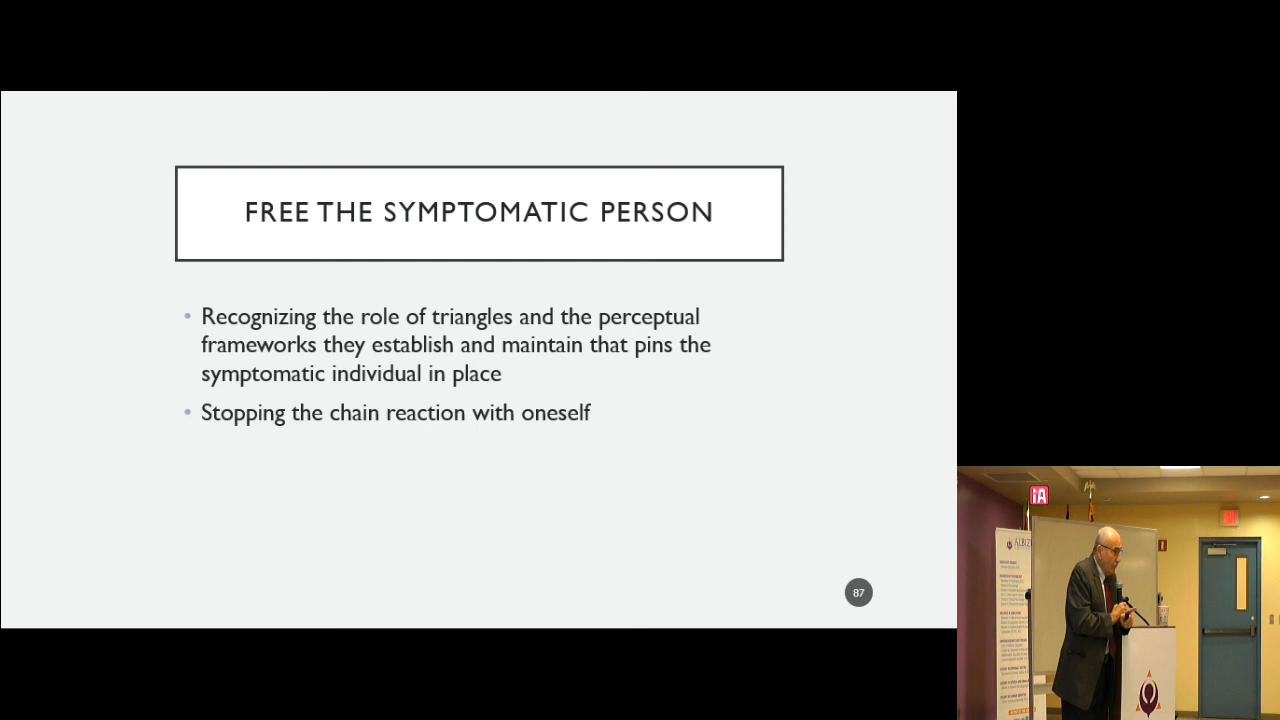 FREE THE SYMPTOMATIC PERSON
• Recognizing the role of triangles and the perceptual
frameworks they establish and maintain that pins the
symptomatic individual in place
• Stopping the chain reaction with oneself
87
iA